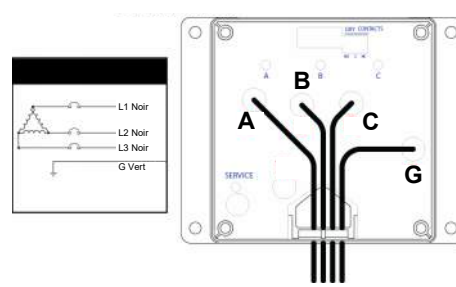 L1 Noir
L2 Noir
L3 Noir
G Vert
DRY CONTACTS
A
B
C
A
B
C
G
SERVICE